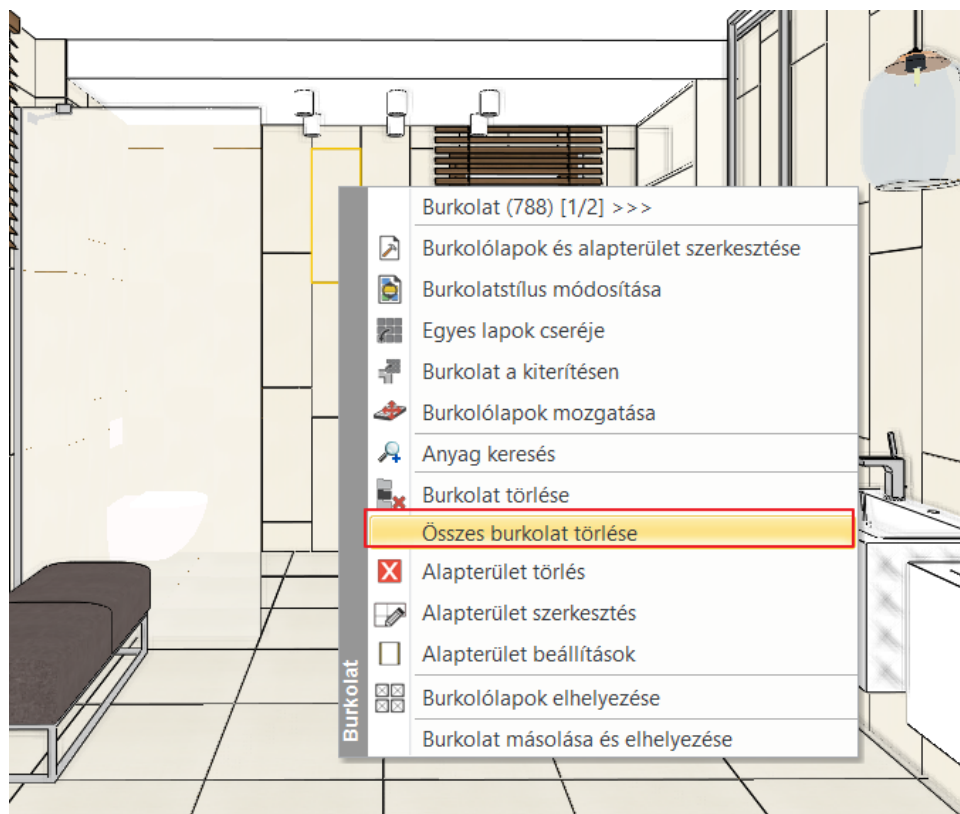 Burkolat (788) [1/2] >>>
Burkolólapok és alapterület szerkesztése
Burkolatstílus módosítása
Egyes lapok cseréje
Burkolat a kiterítésen
Burkolólapok mozgatása
Anyag keresés
Burkolat törlése
Összes burkolat törlése
Alapterület törlés
Alapterület szerkesztés
Alapterület beállítások
Burkolólapok elhelyezése
Burkolat másolása és elhelyezése
Burkolat